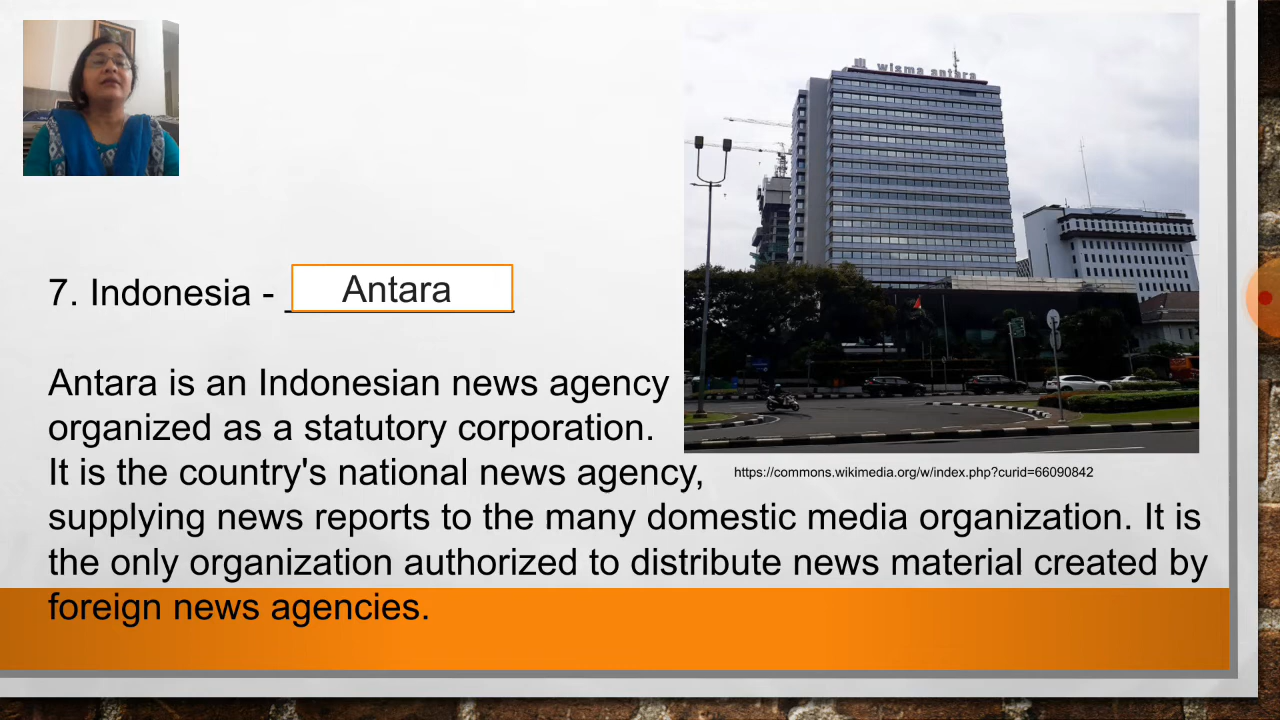 wisma antara
7. Indonesia - Antara
Antara is an Indonesian news agency
organized as a statutory corporation.
It is the country's national news agency,
https://commons.wikimedia.org/w/index.php?curid=66090842
supplying news reports to the many domestic media organization. It is
the only organization authorized to distribute news material created by
foreign news agencies.